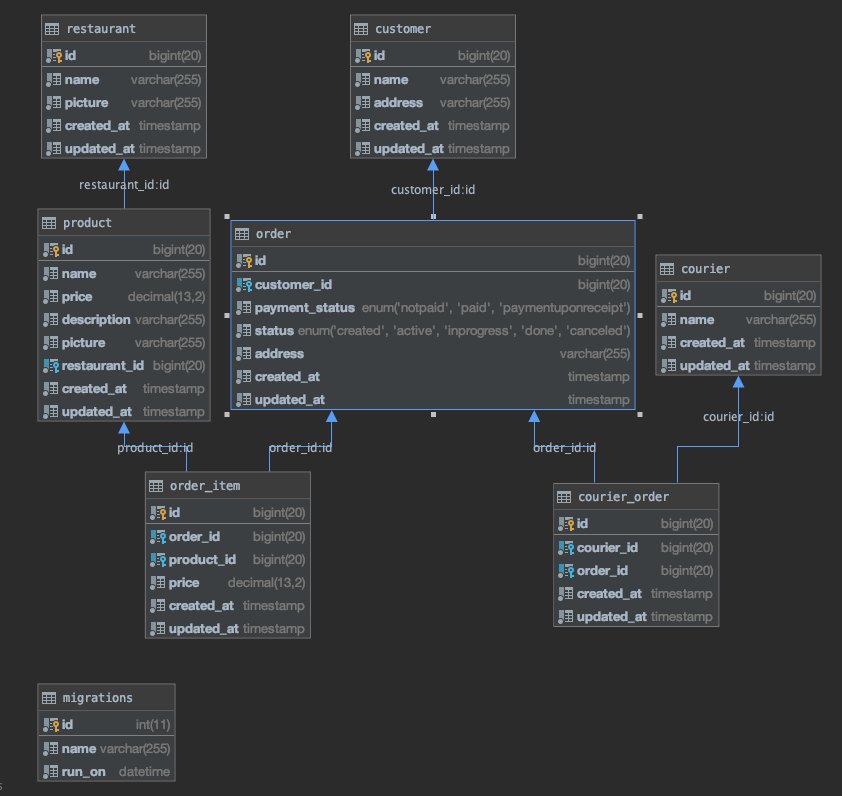 restaurant
id bigint(20)
name varchar(255)
picture varchar(255)
created_at timestamp
updated_at timestamp
customer
id bigint(20)
name varchar(255)
address varchar(255)
created_at timestamp
updated_at timestamp
restaurant_id:id
customer_id:id
product
id bigint(20)
name varchar(255)
price decimal(13,2)
description varchar(255)
picture varchar(255)
restaurant_id bigint(20)
created_at timestamp
updated_at timestamp
order
id bigint(20)
customer_id bigint(20)
payment_status enum('notpaid', 'paid', 'paymentuponreceipt')
status enum('created', 'active', 'inprogress', 'done', 'canceled')
address varchar(255)
created_at timestamp
updated_at timestamp
courier
id bigint(20)
name varchar(255)
created_at timestamp
updated_at timestamp
product_id:id
order_id:id
order_id:id
courier_id:id
order_item
id bigint(20)
order_id bigint(20)
product_id bigint(20)
price decimal(13,2)
created_at timestamp
updated_at timestamp
courier_order
id bigint(20)
courier_id bigint(20)
order_id bigint(20)
created_at timestamp
updated_at timestamp
migrations
id int(11)
name varchar(255)
run_on datetime
s